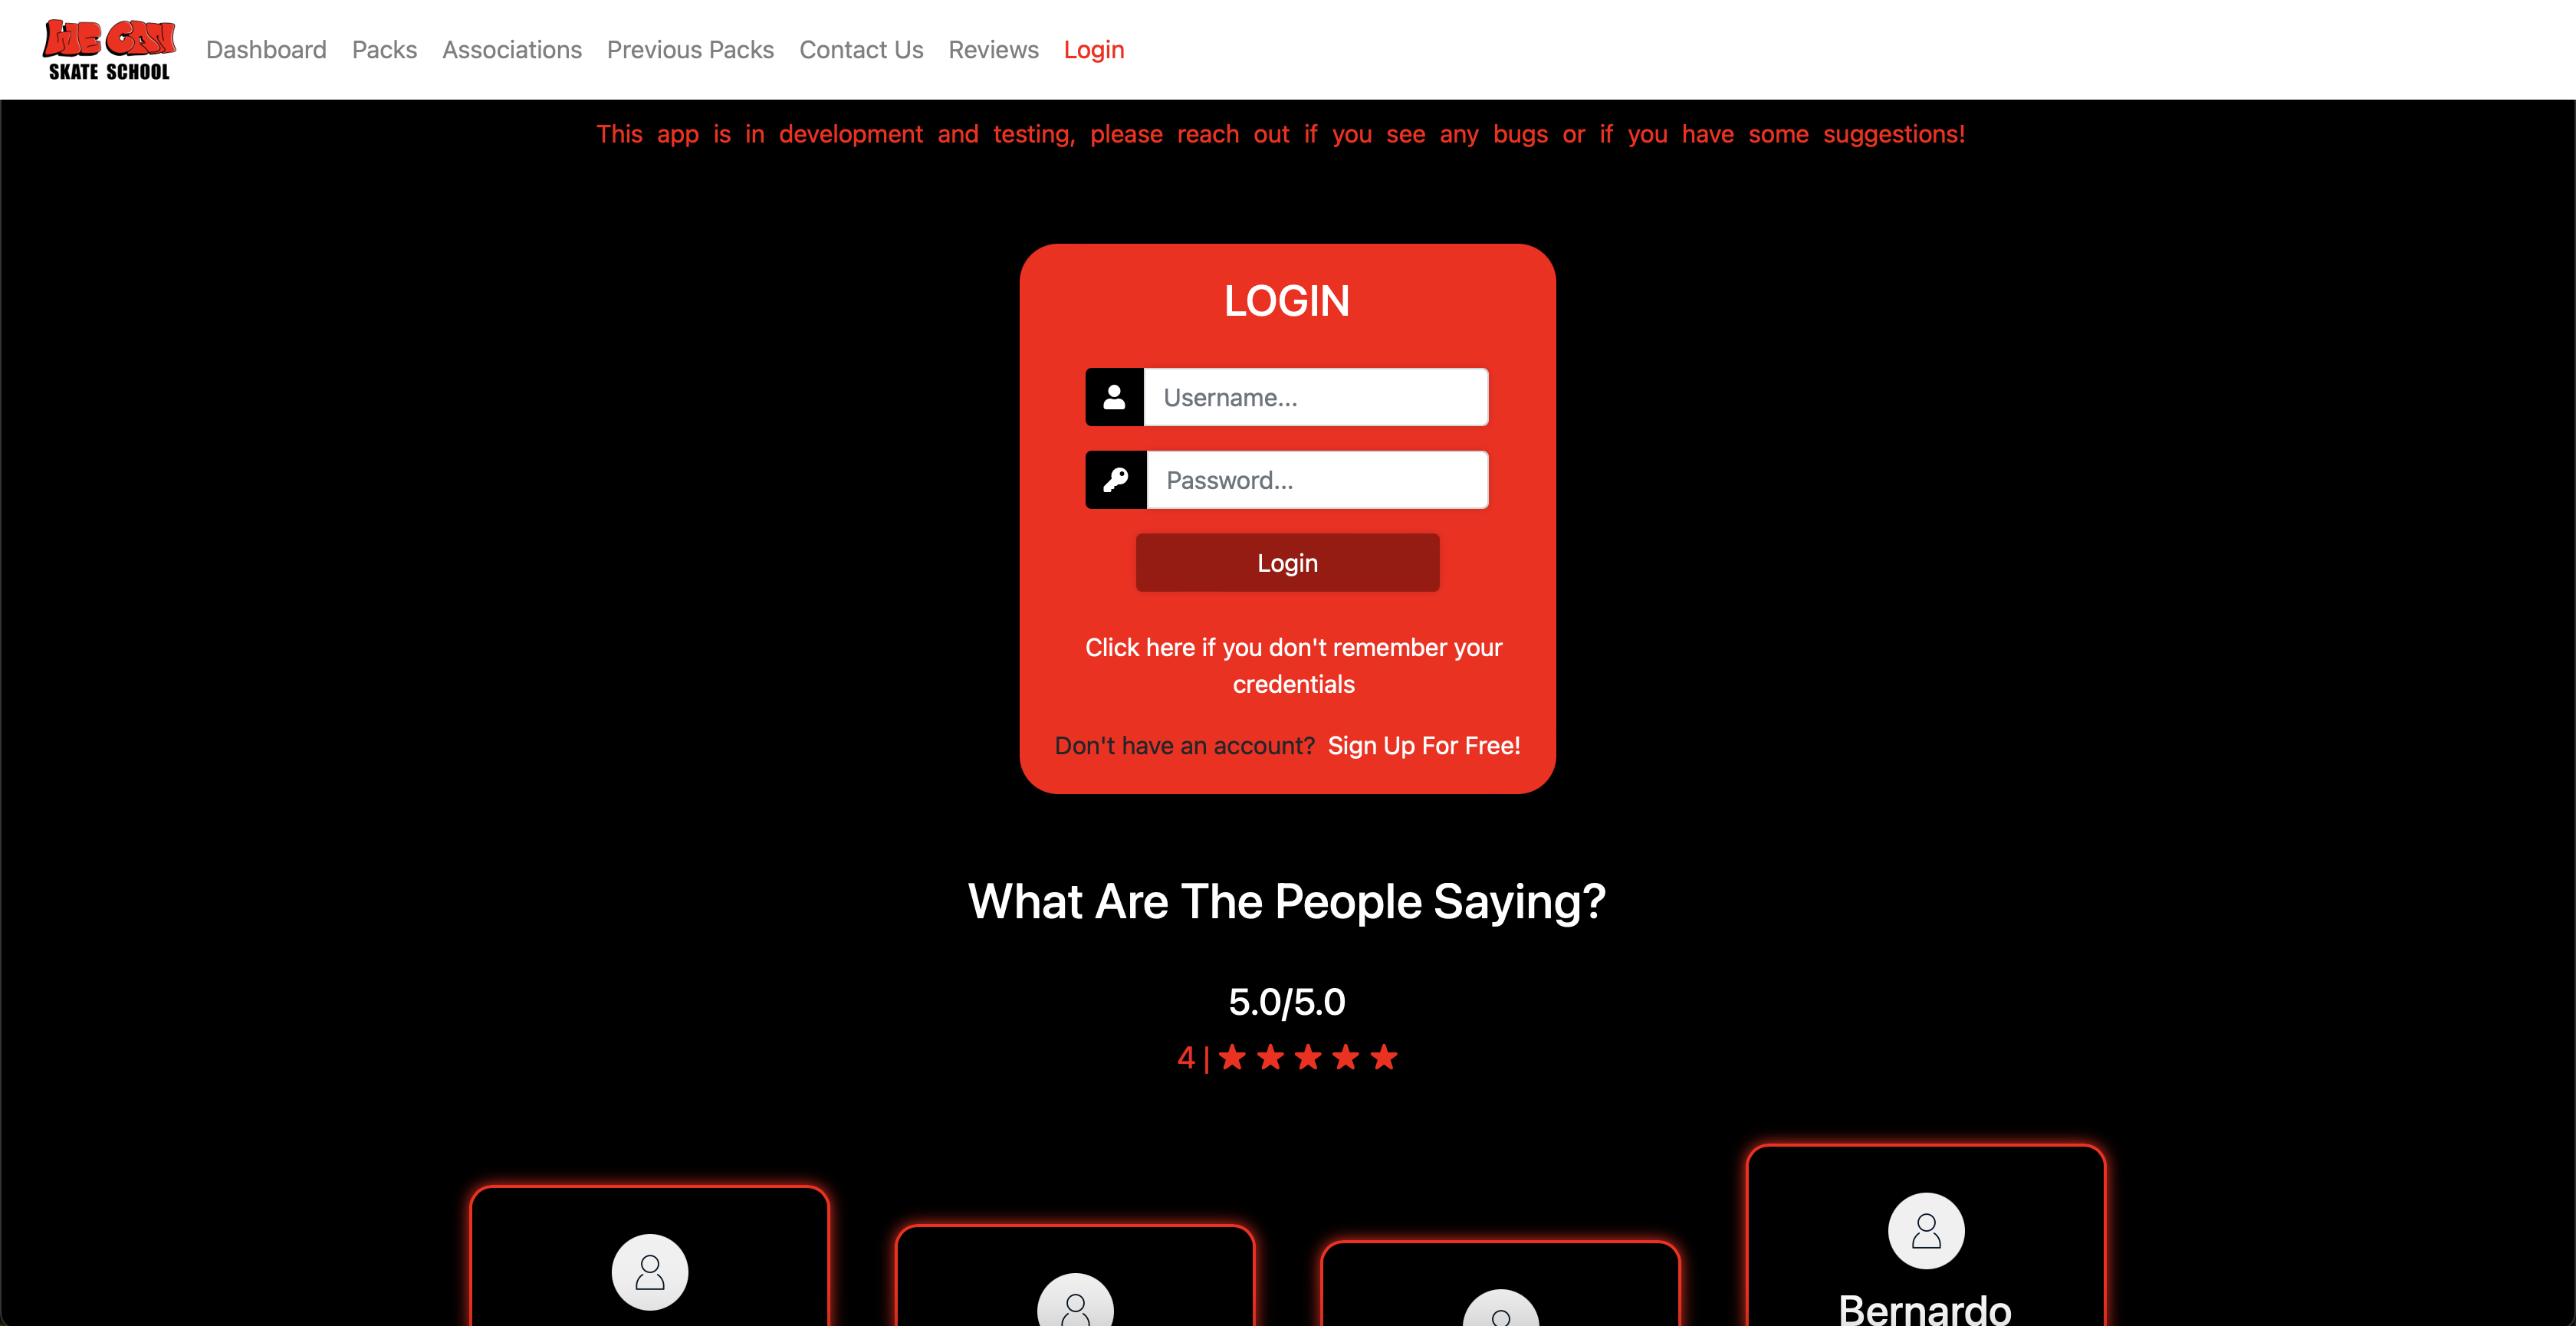 WE CAN
SKATE SCHOOL
Dashboard Packs Associations Previous Packs Contact Us Reviews Login
This app is in development and testing, please reach out if you see any bugs or if you have some suggestions!
LOGIN
Username...
Password...
Login
Click here if you don't remember your
credentials
Don't have an account? Sign Up For Free!
What Are The People Saying?
5.0/5.0
4 | ★ ★ ★ ★ ★
Bernardo